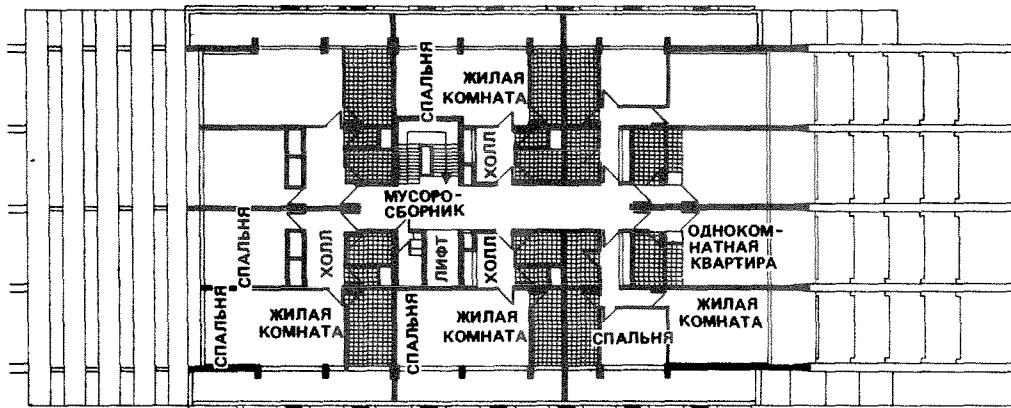 СПАЛЬНЯ
ЖИЛАЯ
КОМНАТА
ХОЛЛ
МУСОРО-
СБОРНИК
СПАЛЬНЯ
ХОЛЛ
ЛИФТ
ХОЛЛ
ОДНОКОМ-
НАТНАЯ
КВАРТИРА
СПАЛЬНЯ
ЖИЛАЯ
КОМНАТА
СПАЛЬНЯ
ЖИЛАЯ
КОМНАТА
СПАЛЬНЯ
ЖИЛАЯ
КОМНАТА